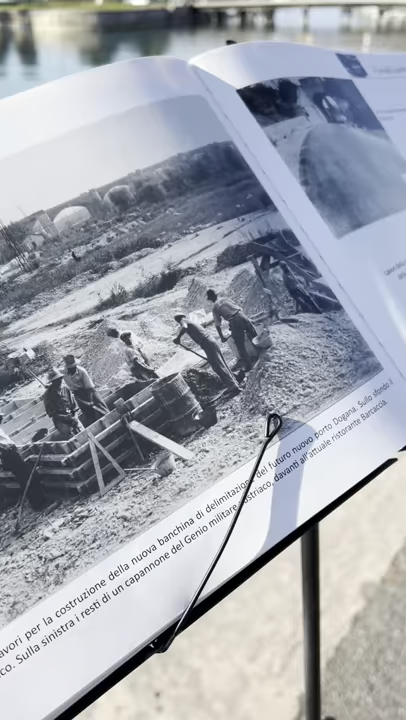 avori per la costruzione della nuova banchina di delimitazione del futuro nuovo porto Dogana. Sullo sfondo il
co. Sulla sinistra i resti di un capannone del Genio militare austriaco, davanti all'attuale ristorante Barcaccia.